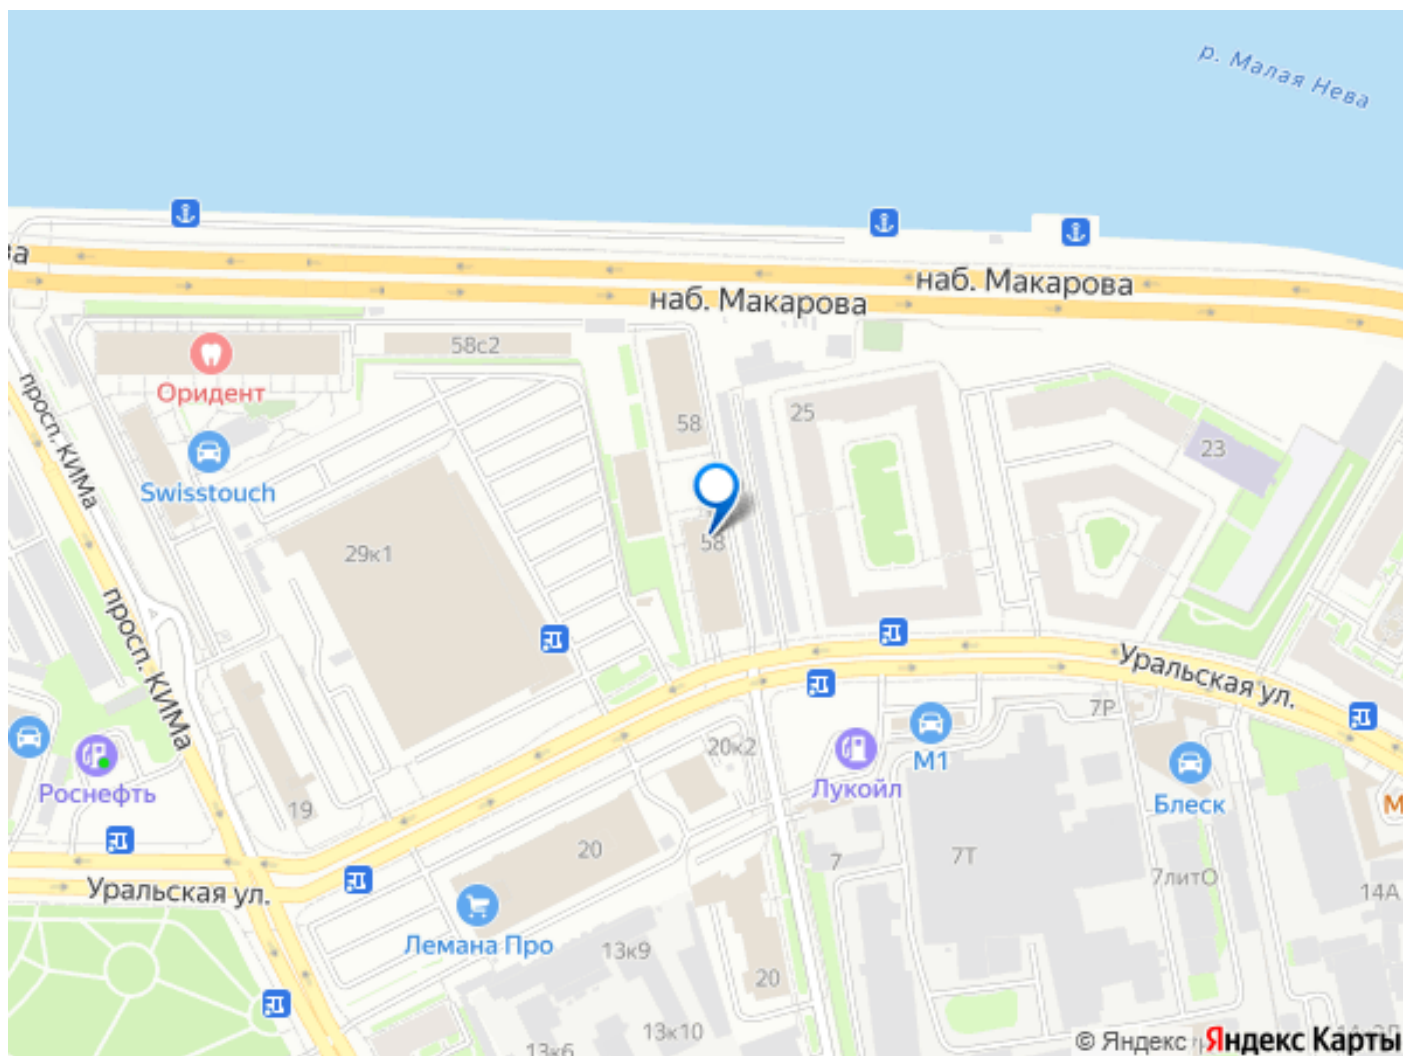 р. Малая Нева
наб. Макарова
наб. Макарова
58с2
Оридент
просп. КИМа
25
58
23
Swisstouch
58
29к1
просп. КИМа
Уральская ул.
7Р
20к2
М1
Лукойл
Роснефть
Блеск
19
20
7
7Т
7литО
14А
Уральская ул.
Лемана Про
13к9
20
13к10
13к6
© Яндекс Яндекс Карты